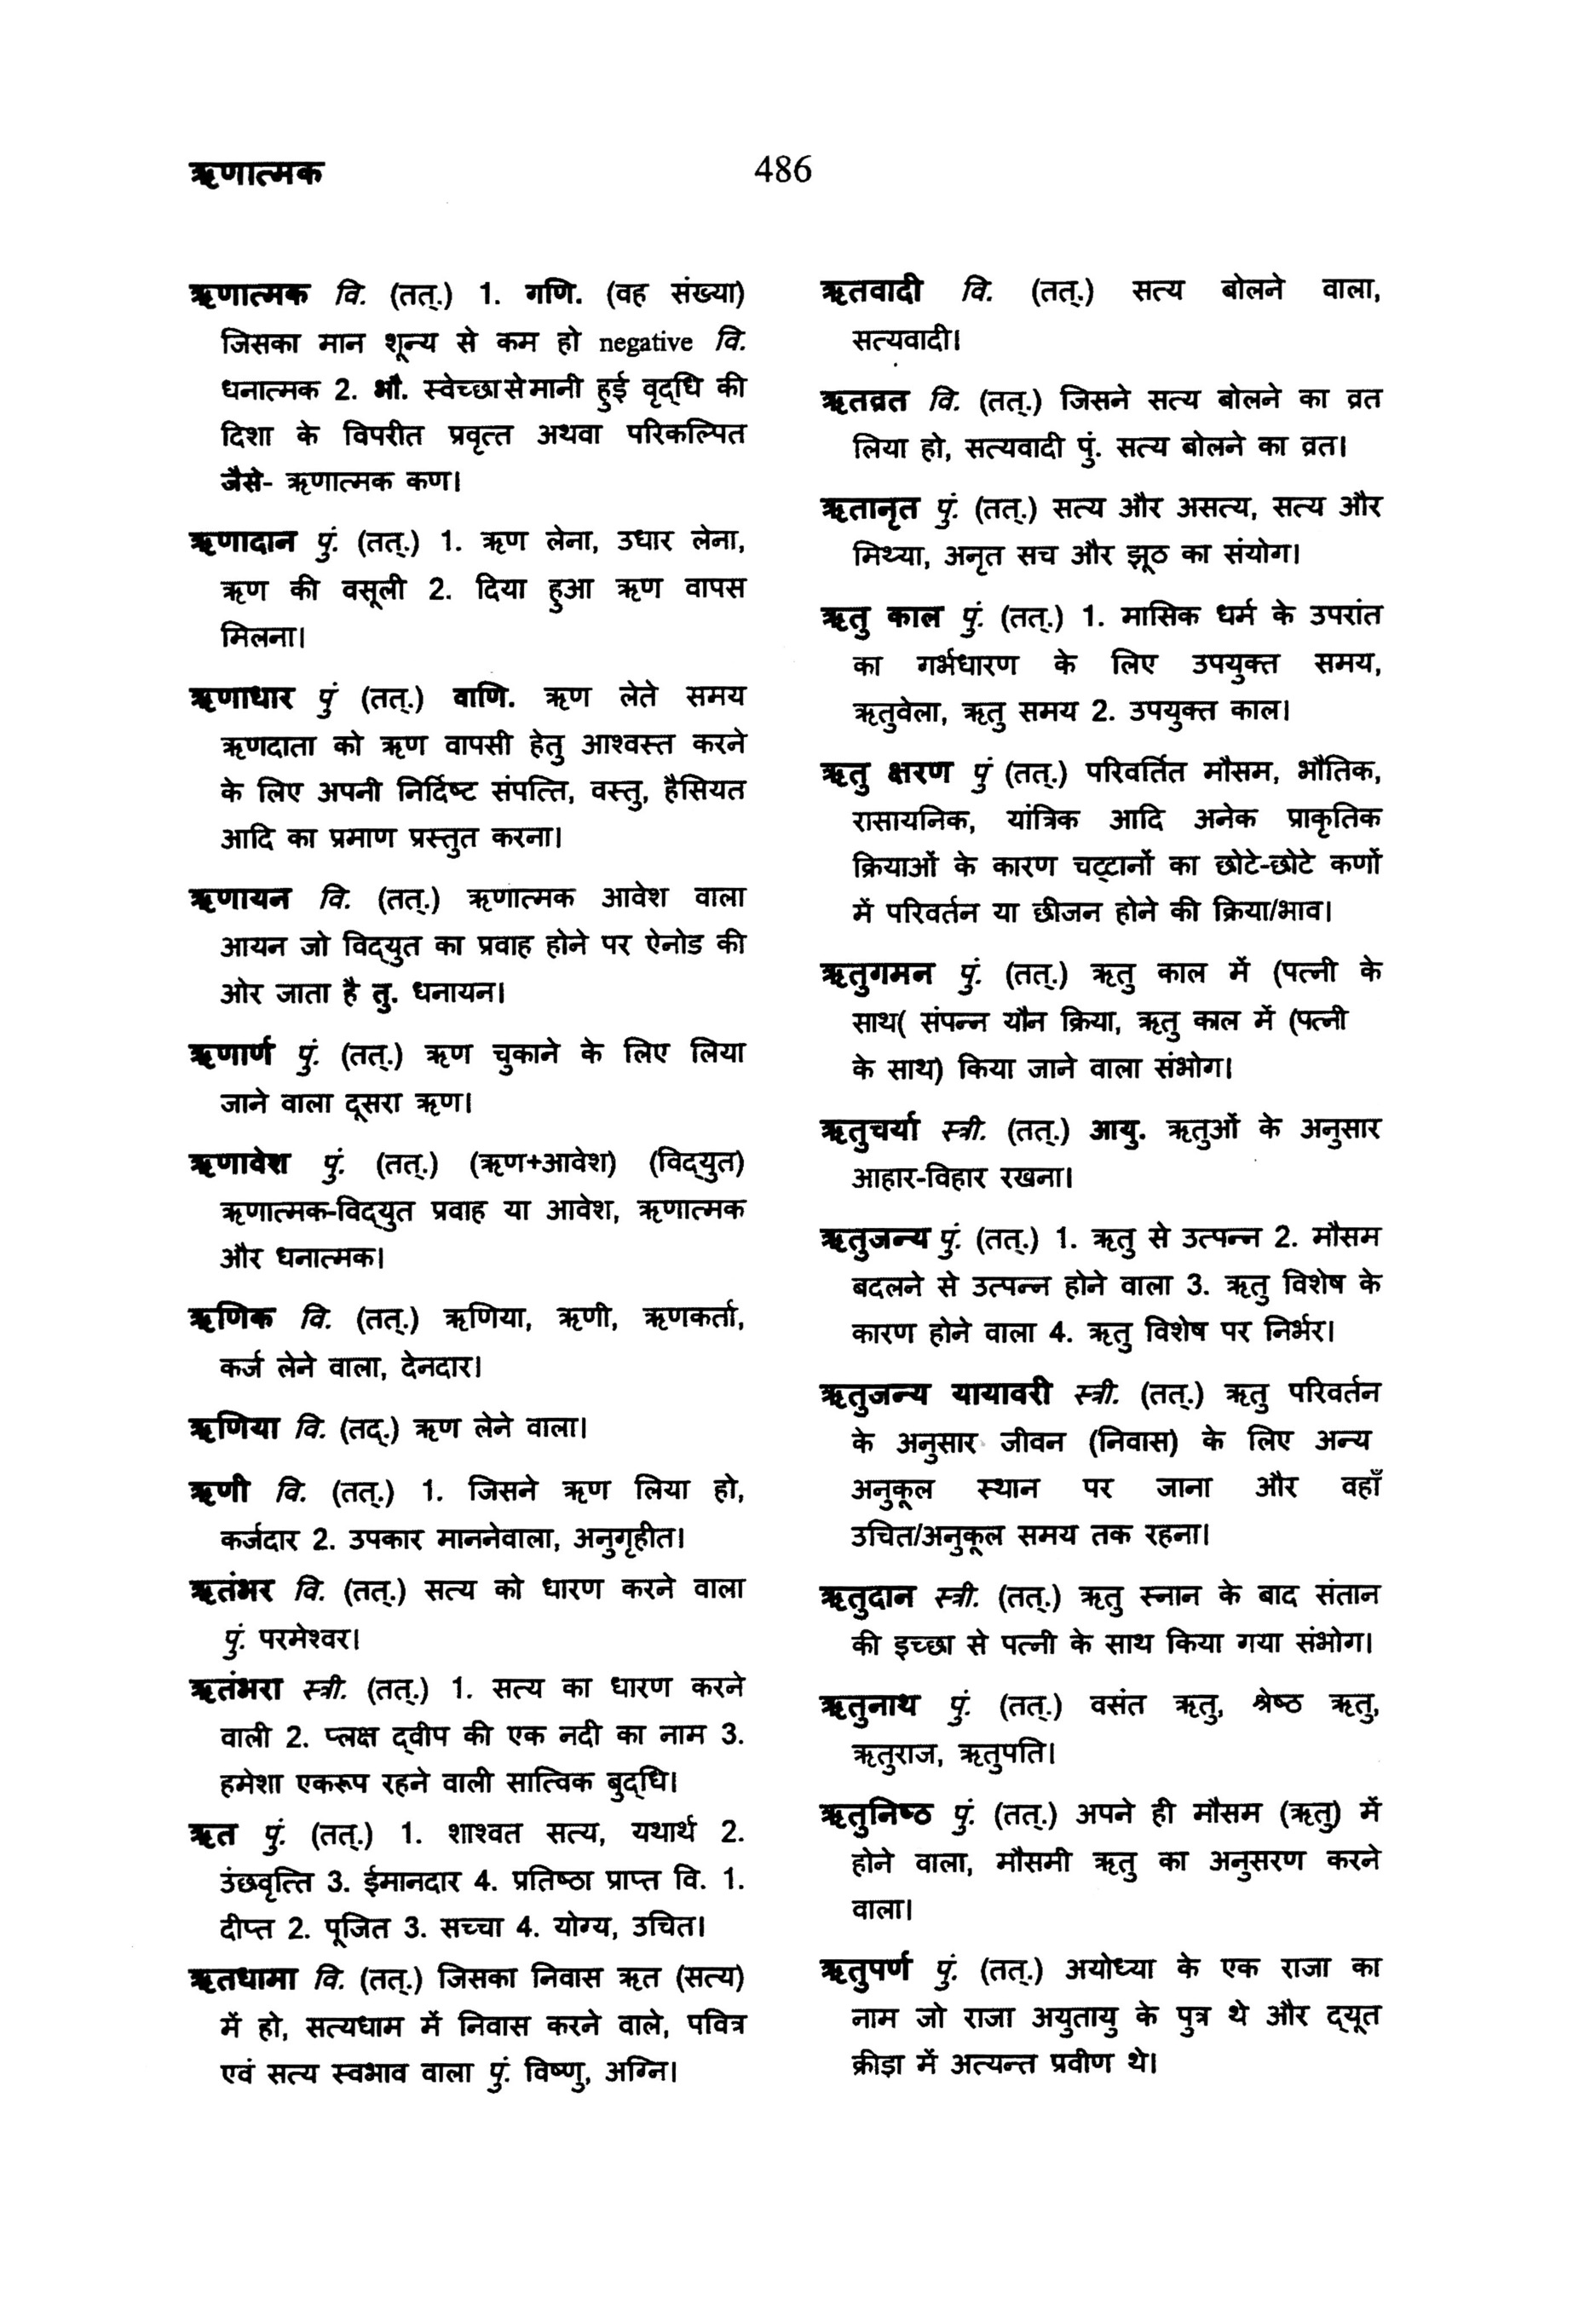 ऋणात्मक
486
ऋणात्मक वि. (तत्.) 1. गणि. (वह संख्या)
जिसका मान शून्य से कम हो negative वि.
धनात्मक 2. भौ. स्वेच्छा से मानी हुई वृद्धि की
दिशा के विपरीत प्रवृत्त अथवा परिकल्पित
जैसे- ऋणात्मक कण।
ऋणादान पुं. (तत्.) 1. ऋण लेना, उधार लेना,
ऋण की वसूली 2. दिया हुआ ऋण वापस
मिलना।
ऋणाधार पुं (तत्.) वाणि. ऋण लेते समय
ऋणदाता को ऋण वापसी हेतु आश्वस्त करने
के लिए अपनी निर्दिष्ट संपत्ति, वस्तु, हैसियत
आदि का प्रमाण प्रस्तुत करना।
ऋणायन वि. (तत्.) ऋणात्मक आवेश वाला
आयन जो विद्युत का प्रवाह होने पर ऐनोड की
ओर जाता है तु. धनायन।
ऋणार्ण पुं. (तत्.) ऋण चुकाने के लिए लिया
जाने वाला दूसरा ऋण।
ऋणावेश पुं. (तत्.) (ऋण+आवेश) (विद्युत)
ऋणात्मक-विद्युत प्रवाह या आवेश, ऋणात्मक
और धनात्मक।
ऋणिक वि. (तत्.) ऋणिया, ऋणी, ऋणकर्ता,
कर्ज लेने वाला, देनदार।
ऋणिया वि. (तद्.) ऋण लेने वाला।
ऋणी वि. (तत्.) 1. जिसने ऋण लिया हो,
कर्जदार 2. उपकार माननेवाला, अनुगृहीत।
ऋतंभर वि. (तत्.) सत्य को धारण करने वाला
पुं. परमेश्वर।
ऋतंभरा स्त्री. (तत्.) 1. सत्य का धारण करने
वाली 2. प्लक्ष द्वीप की एक नदी का नाम 3.
हमेशा एकरूप रहने वाली सात्विक बुद्धि।
ऋत पुं. (तत्.) 1. शाश्वत सत्य, यथार्थ 2.
उंछवृत्ति 3. ईमानदार 4. प्रतिष्ठा प्राप्त वि. 1.
दीप्त 2. पूजित 3. सच्चा 4. योग्य, उचित।
ऋतधामा वि. (तत्.) जिसका निवास ऋत (सत्य)
में हो, सत्यधाम में निवास करने वाले, पवित्र
एवं सत्य स्वभाव वाला पुं. विष्णु, अग्नि।
ऋतवादी वि. (तत्.) सत्य बोलने वाला,
सत्यवादी।
ऋतव्रत वि. (तत्.) जिसने सत्य बोलने का व्रत
लिया हो, सत्यवादी पुं. सत्य बोलने का व्रत।
ऋतानृत पुं. (तत्.) सत्य और असत्य, सत्य और
मिथ्या, अनृत सच और झूठ का संयोग।
ऋतु काल पुं. (तत्.) 1. मासिक धर्म के उपरांत
का गर्भधारण के लिए उपयुक्त समय,
ऋतुवेला, ऋतु समय 2. उपयुक्त काल।
ऋतु क्षरण पुं (तत्.) परिवर्तित मौसम, भौतिक,
रासायनिक, यांत्रिक आदि अनेक प्राकृतिक
क्रियाओं के कारण चट्टानों का छोटे-छोटे कणों
में परिवर्तन या छीजन होने की क्रिया/भाव।
ऋतुगमन पुं. (तत्.) ऋतु काल में (पत्नी के
साथ( संपन्न यौन क्रिया, ऋतु काल में (पत्नी
के साथ) किया जाने वाला संभोग।
ऋतुचर्या स्त्री. (तत्.) आयु. ऋतुओं के अनुसार
आहार-विहार रखना।
ऋतुजन्य पुं. (तत्.) 1. ऋतु से उत्पन्न 2. मौसम
बदलने से उत्पन्न होने वाला 3. ऋतु विशेष के
कारण होने वाला 4. ऋतु विशेष पर निर्भर।
ऋतुजन्य यायावरी स्त्री. (तत्.) ऋतु परिवर्तन
के अनुसार जीवन (निवास) के लिए अन्य
अनुकूल स्थान पर जाना और वहाँ
उचित/अनुकूल समय तक रहना।
ऋतुदान स्त्री. (तत्.) ऋतु स्नान के बाद संतान
की इच्छा से पत्नी के साथ किया गया संभोग।
ऋतुनाथ पुं. (तत्.) वसंत ऋतु, श्रेष्ठ ऋतु,
ऋतुराज, ऋतुपति।
ऋतुनिष्ठ पुं. (तत्.) अपने ही मौसम (ऋतु) में
होने वाला, मौसमी ऋतु का अनुसरण करने
वाला।
ऋतुपर्ण पुं. (तत्.) अयोध्या के एक राजा का
नाम जो राजा अयुतायु के पुत्र थे और द्यूत
क्रीड़ा में अत्यन्त प्रवीण थे।